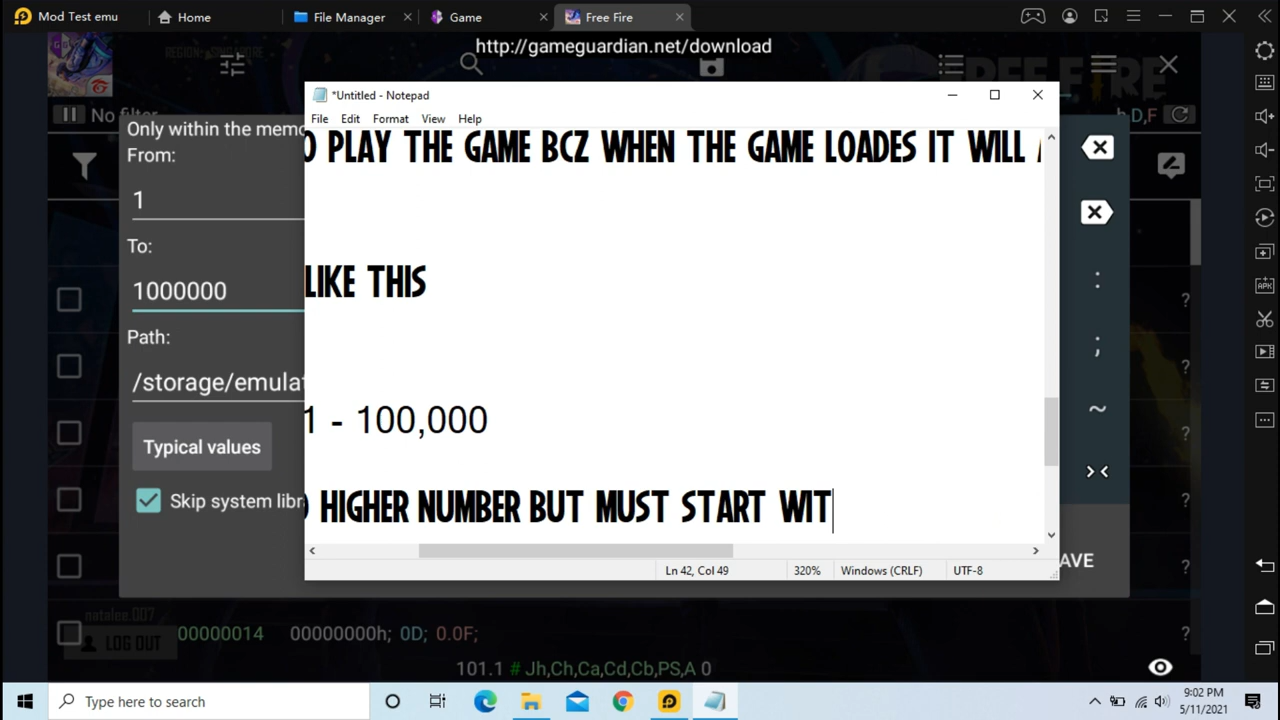 Mod Test emu
Home
File Manager
Game
Free Fire
http://gameguardian.net/download
No filter
h,D,F
Only within the memo
From:
1
To:
1000000
Path:
/storage/emulat
Typical values
Skip system libr
*Untitled - Notepad
File Edit Format View Help
O PLAY THE GAME BCZ WHEN THE GAME LOADES IT WILL
LIKE THIS
1 - 100,000
HIGHER NUMBER BUT MUST START WIT
Ln 42, Col 49
320%
Windows (CRLF)
UTF-8
:
;
~
AVE
?
?
?
?
?
?
natalee.007
LOG OUT
00000014 00000000h; 0D; 0.0F;
101.1 # Jh,Ch,Ca,Cd,Cb,PS,A 0
APK
Type here to search
9:02 PM
5/11/2021